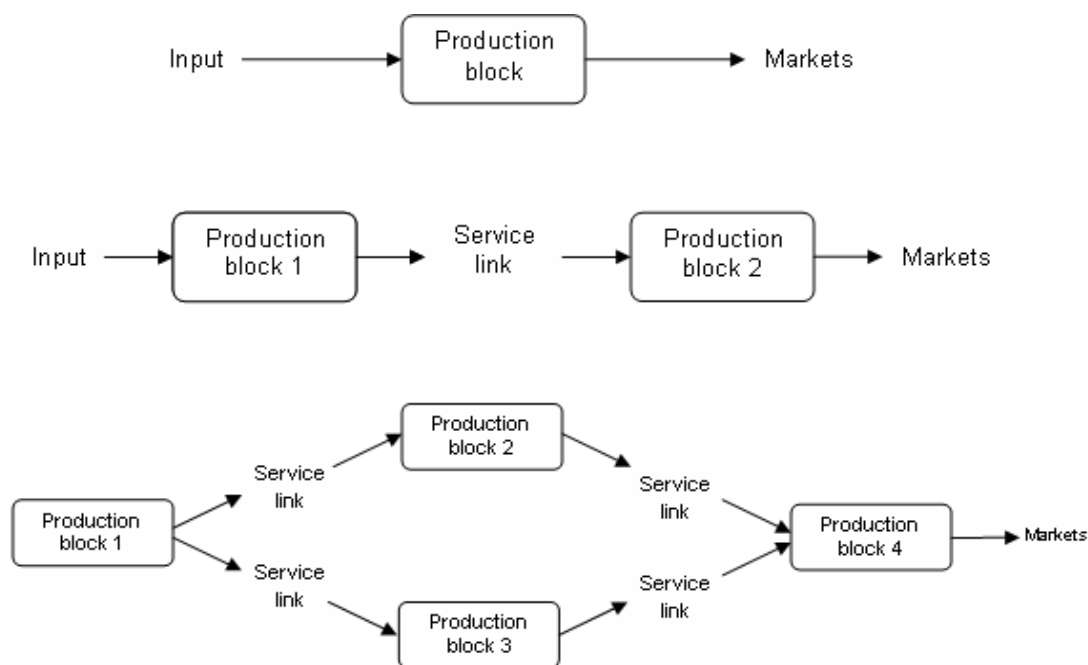 Input
Production
block
Markets
Input
Production
block 1
Service
link
Production
block 2
Markets
Production
block 1
Service
link
Service
link
Production
block 2
Production
block 3
Service
link
Service
link
Production
block 4
Markets